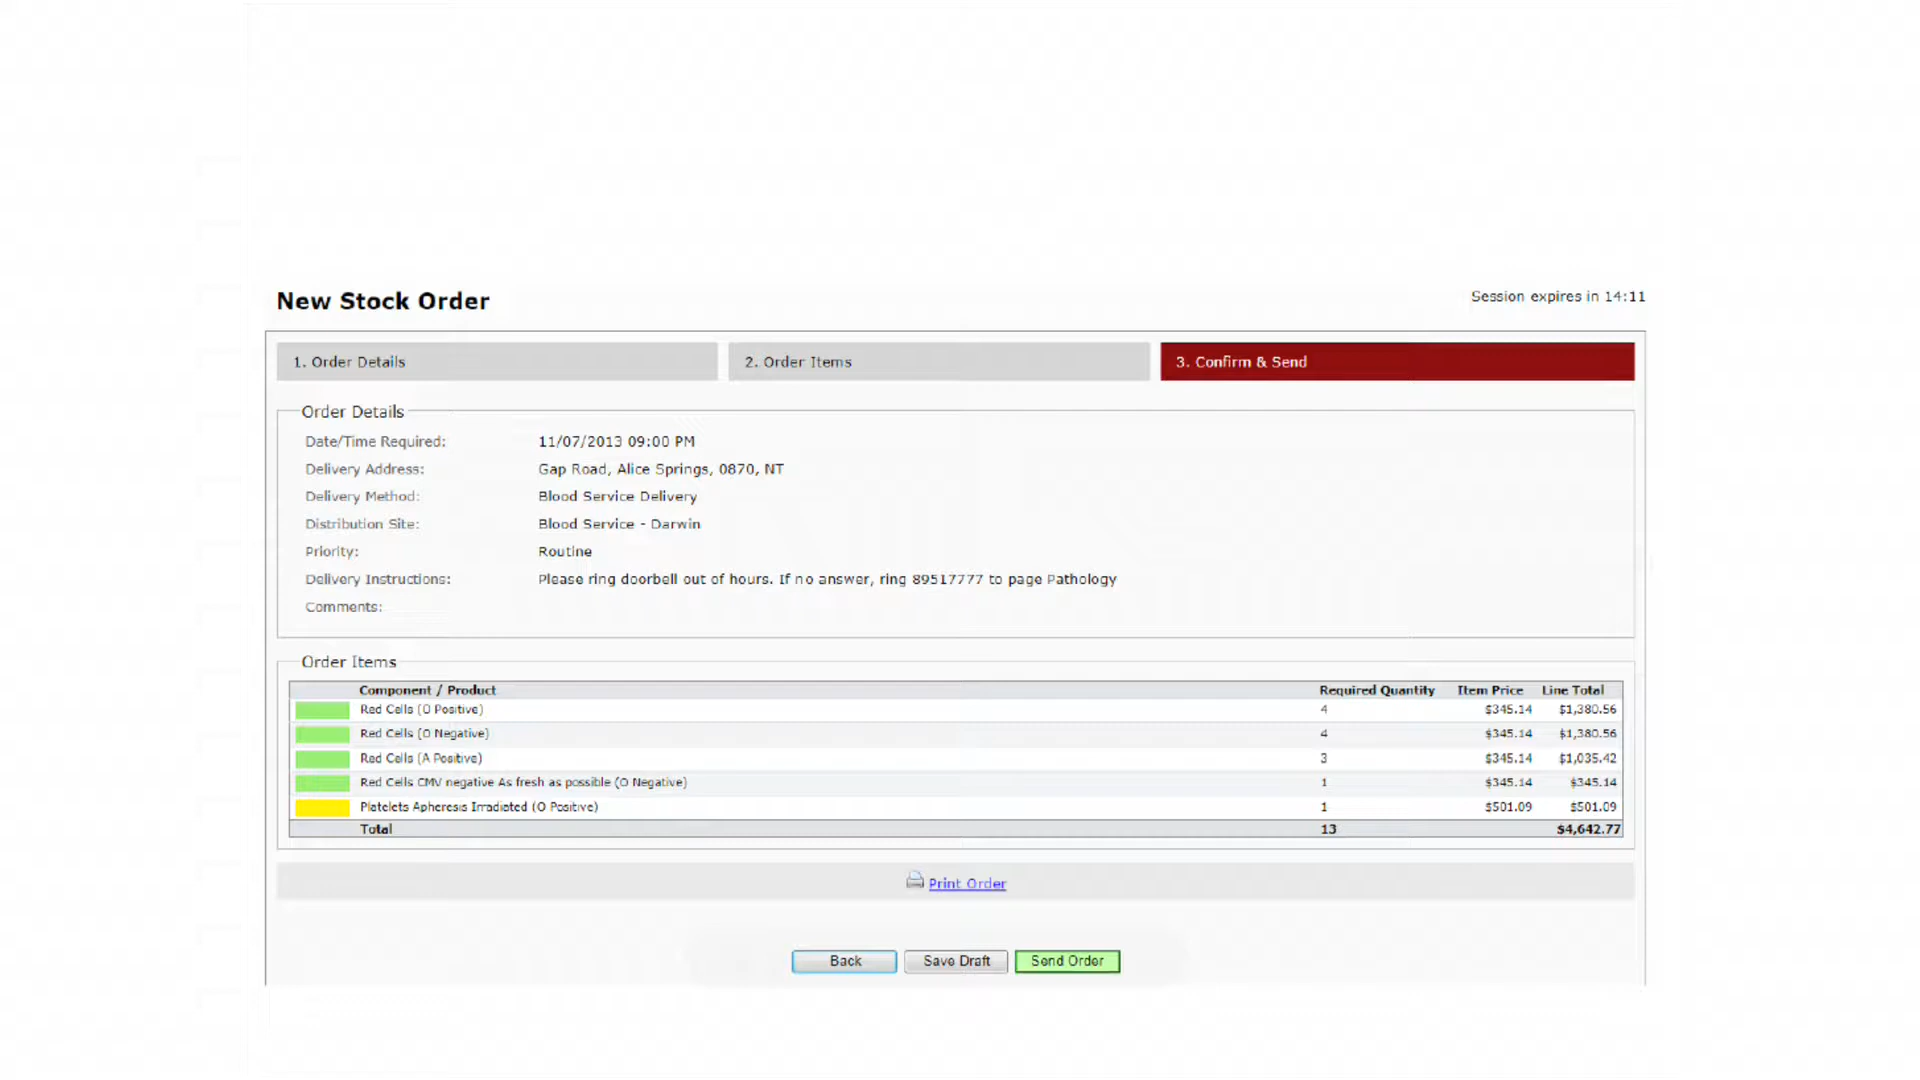 New Stock Order
Session expires in 14:11
1. Order Details
2. Order Items
3. Confirm & Send
Order Details
Date/Time Required: 11/07/2013 09:00 PM
Delivery Address: Gap Road, Alice Springs, 0870, NT
Delivery Method: Blood Service Delivery
Distribution Site: Blood Service - Darwin
Priority: Routine
Delivery Instructions: Please ring doorbell out of hours. If no answer, ring 89517777 to page Pathology
Comments:
Order Items
Component / Product Required Quantity Item Price Line Total
Red Cells (O Positive) 4 $345.14 $1,380.56
Red Cells (O Negative) 4 $345.14 $1,380.56
Red Cells (A Positive) 3 $345.14 $1,035.42
Red Cells CMV negative As fresh as possible (O Negative) 1 $345.14 $345.14
Platelets Apheresis Irradiated (O Positive) 1 $501.09 $501.09
Total 13 $4,642.77
Print Order
Back Save Draft Send Order